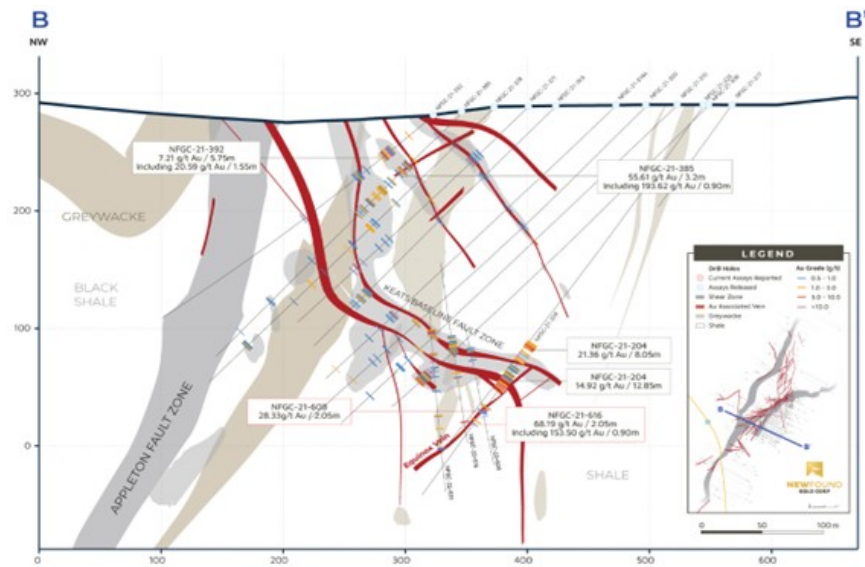 B
NW
B'
SE
300
200
100
0
NFGC-21-392
7.21 g/t Au / 5.75m
Including 20.59 g/t Au / 1.55m
NFGC-21-385
55.61 g/t Au / 3.2m
Including 193.62 g/t Au / 0.90m
GREYWACKE
BLACK
SHALE
KEATS-BASELINE FAULT ZONE
APPLETON FAULT ZONE
NFGC-21-204
21.36 g/t Au / 8.05m
NFGC-21-204
14.92 g/t Au / 12.85m
NFGC-21-608
28.33g/t Au / 2.05m
NFGC-21-616
68.19 g/t Au / 2.05m
Including 153.50 g/t Au / 0.90m
Equinox Vein
SHALE
LEGEND
Drill Holes
Current Assays Reported
Assays Released
Shear Zone
Au Associated Vein
Greywacke
Shale
Au Grade (g/t)
0.5 - 1.0
1.0 - 5.0
5.0 - 10.0
>10.0
B
B'
NEWFOUND
GOLD CORP
0 50 100 m
0 100 200 300 400 500 600